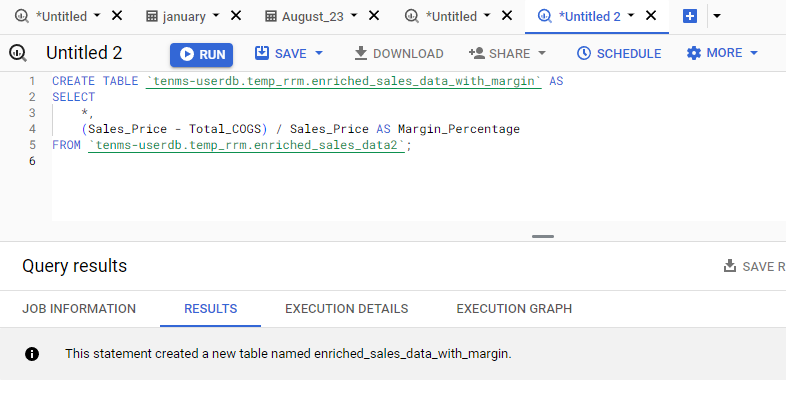 *Untitled january August_23 *Untitled *Untitled 2
Untitled 2 RUN SAVE DOWNLOAD SHARE SCHEDULE MORE
1 CREATE TABLE `tenms-userdb.temp_rrm.enriched_sales_data_with_margin` AS
2 SELECT
3 *,
4 (Sales_Price - Total_COGS) / Sales_Price AS Margin_Percentage
5 FROM `tenms-userdb.temp_rrm.enriched_sales_data2`;
6
Query results SAVE R
JOB INFORMATION RESULTS EXECUTION DETAILS EXECUTION GRAPH
This statement created a new table named enriched_sales_data_with_margin.